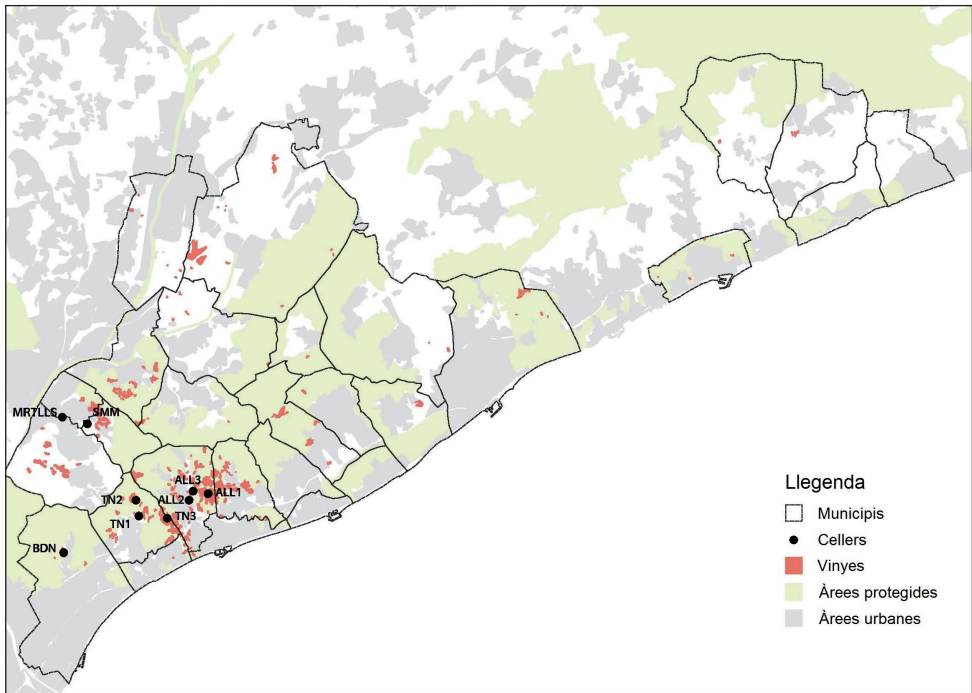 MRTLLS
SMM
ALL3
ALL1
TN2
ALL2
TN1
TN3
BDN
Llegenda
Municipis
Cellers
Vinyes
Àrees protegides
Àrees urbanes